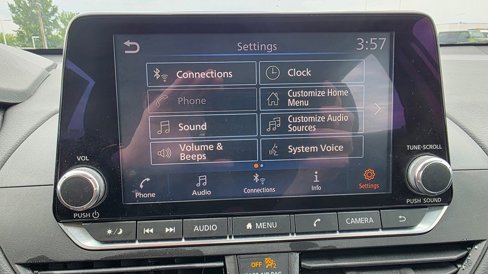 Settings
3:57
Connections
Clock
Phone
Customize Home
Menu
Sound
Customize Audio
Sources
Volume &
Beeps
System Voice
Phone
Audio
Connections
Info
Settings
VOL
PUSH
TUNE·SCROLL
PUSH SOUND
AUDIO
MENU
CAMERA
OFF